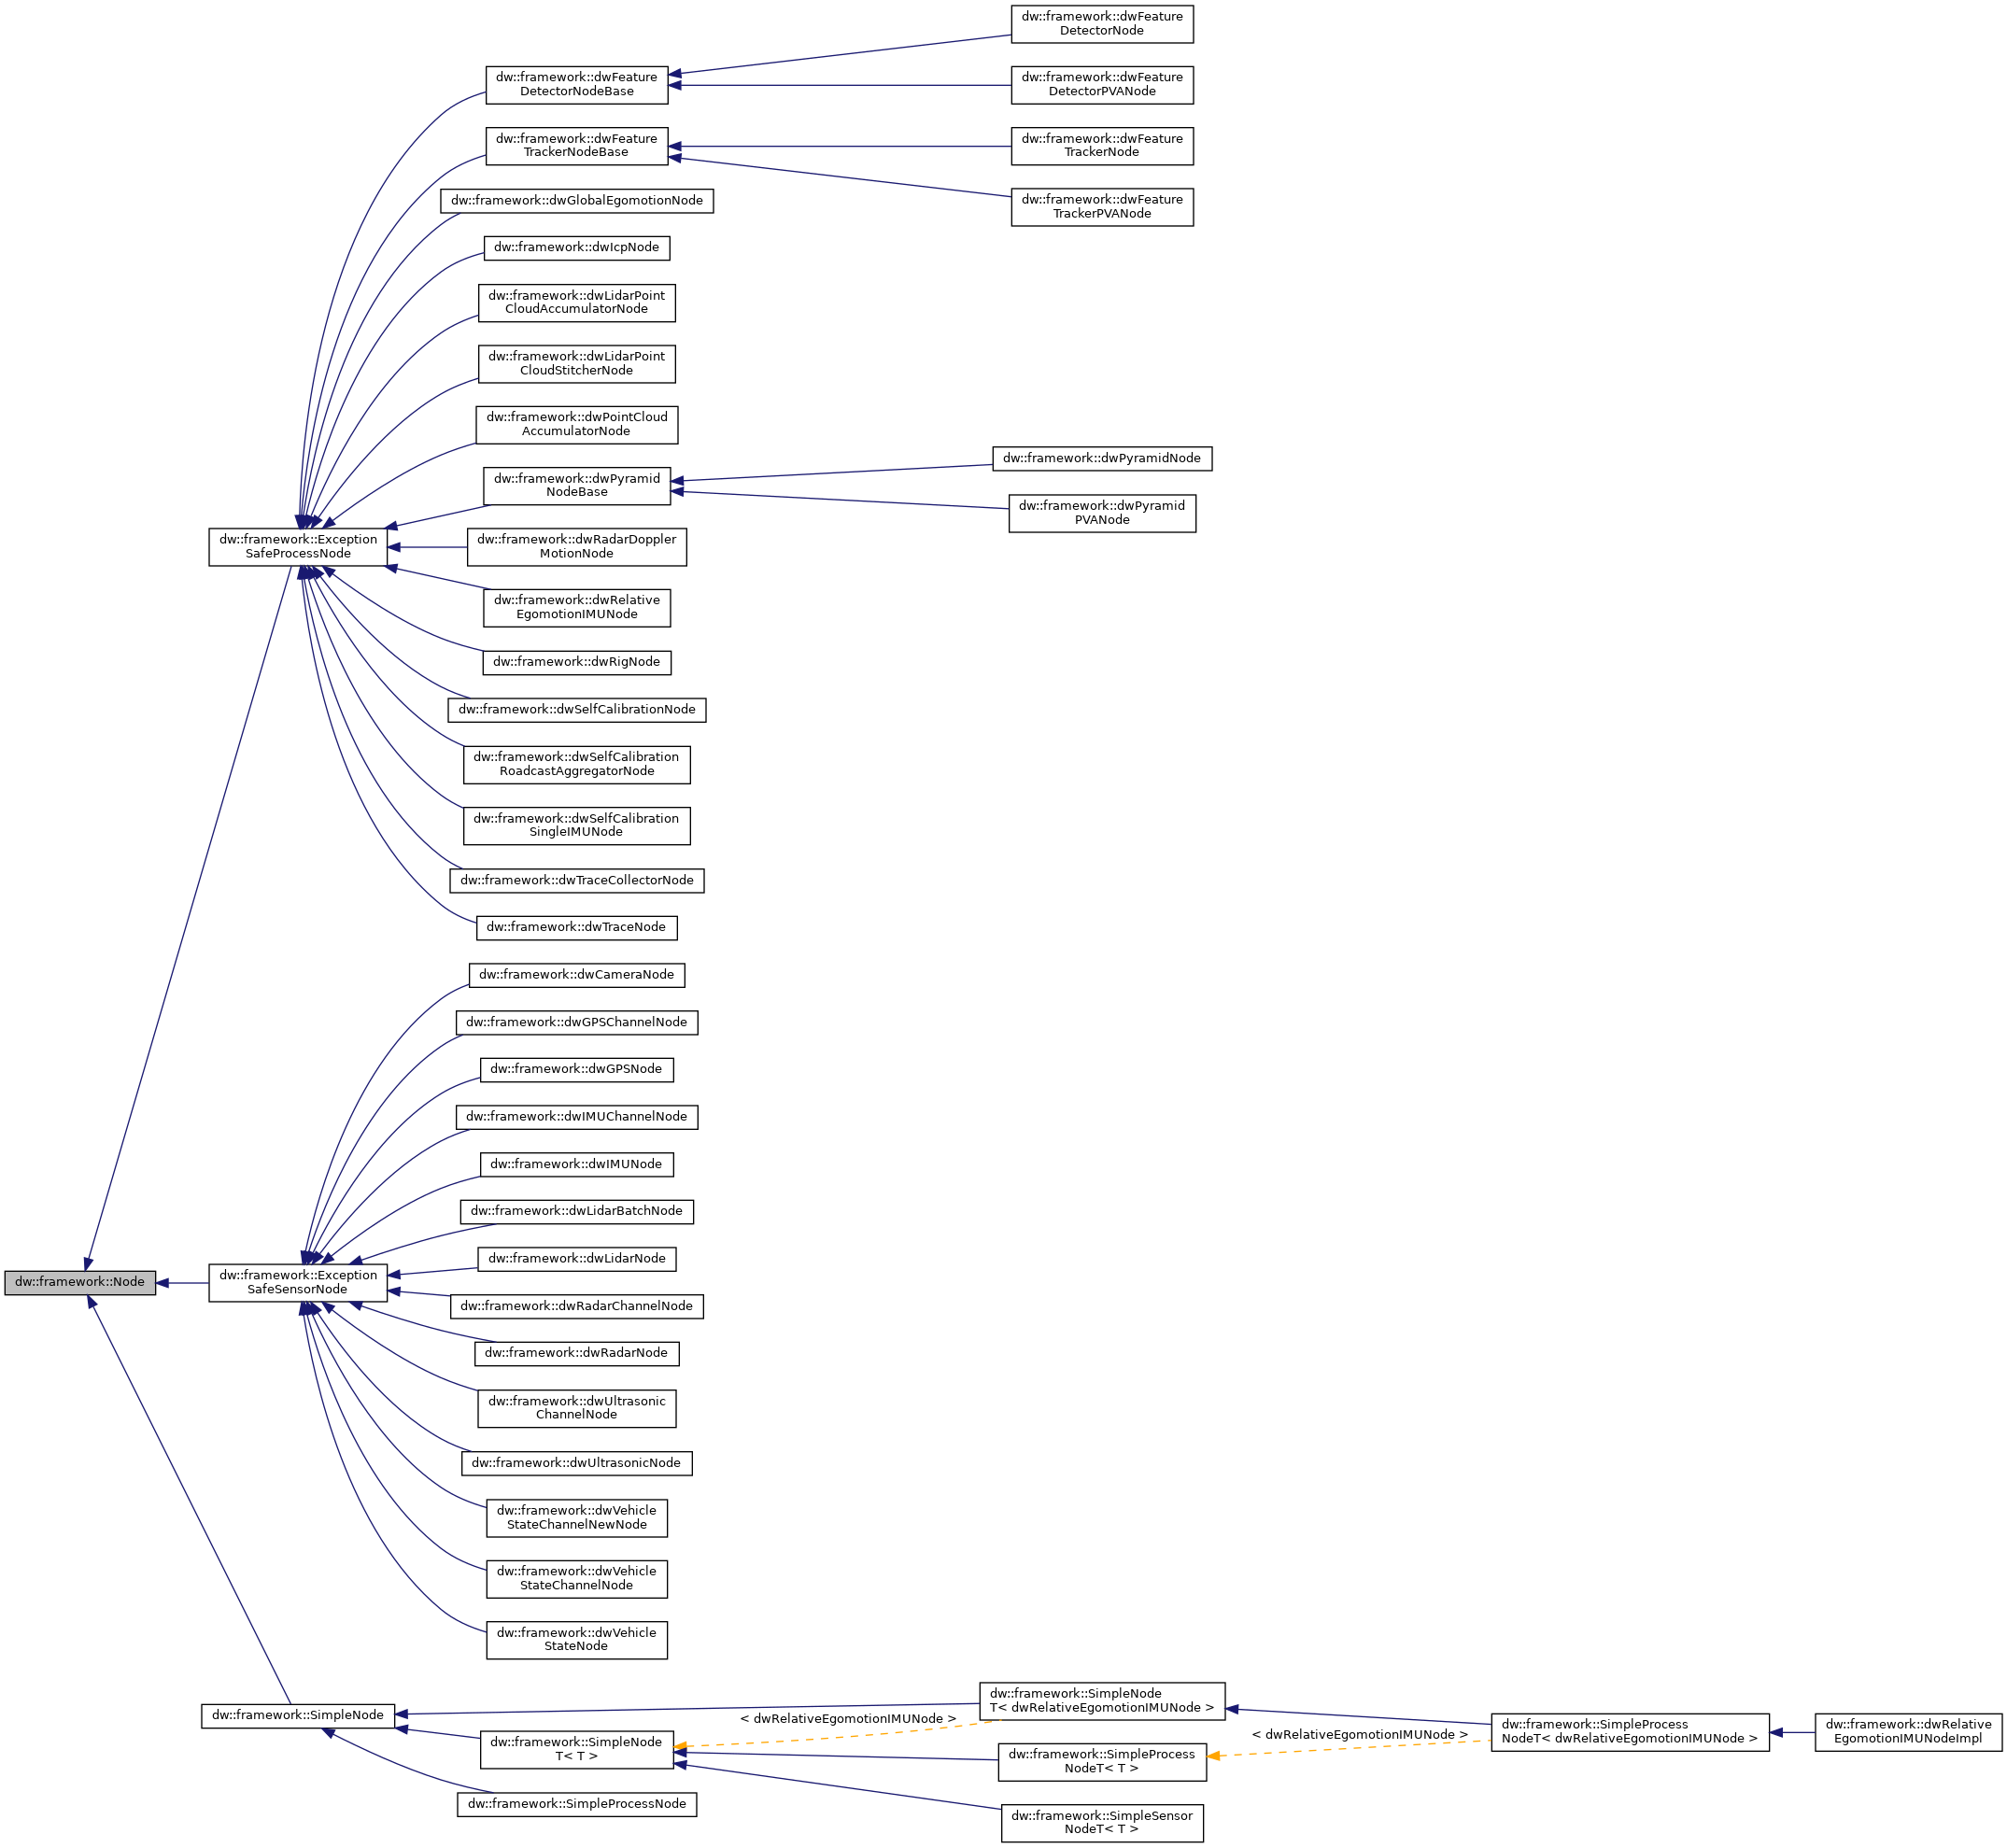 dw::framework::dwFeature
DetectorNode
dw::framework::dwFeature
DetectorNodeBase
dw::framework::dwFeature
DetectorPVANode
dw::framework::dwFeature
TrackerNodeBase
dw::framework::dwFeature
TrackerNode
dw::framework::dwGlobalEgomotionNode
dw::framework::dwFeature
TrackerPVANode
dw::framework::dwIcpNode
dw::framework::dwLidarPoint
CloudAccumulatorNode
dw::framework::dwLidarPoint
CloudStitcherNode
dw::framework::dwPointCloud
AccumulatorNode
dw::framework::dwPyramid
NodeBase
dw::framework::dwPyramidNode
dw::framework::dwPyramid
PVANode
dw::framework::Exception
SafeProcessNode
dw::framework::dwRadarDoppler
MotionNode
dw::framework::dwRelative
EgomotionIMUNode
dw::framework::dwRigNode
dw::framework::dwSelfCalibrationNode
dw::framework::dwSelfCalibration
RoadcastAggregatorNode
dw::framework::dwSelfCalibration
SingleIMUNode
dw::framework::dwTraceCollectorNode
dw::framework::dwTraceNode
dw::framework::dwCameraNode
dw::framework::dwGPSChannelNode
dw::framework::dwGPSNode
dw::framework::dwIMUChannelNode
dw::framework::dwIMUNode
dw::framework::dwLidarBatchNode
dw::framework::dwLidarNode
dw::framework::Node
dw::framework::Exception
SafeSensorNode
dw::framework::dwRadarChannelNode
dw::framework::dwRadarNode
dw::framework::dwUltrasonic
ChannelNode
dw::framework::dwUltrasonicNode
dw::framework::dwVehicle
StateChannelNewNode
dw::framework::dwVehicle
StateChannelNode
dw::framework::dwVehicle
StateNode
dw::framework::SimpleNode
dw::framework::SimpleNode
T< dwRelativeEgomotionIMUNode >
< dwRelativeEgomotionIMUNode >
dw::framework::SimpleNode
T< T >
< dwRelativeEgomotionIMUNode >
dw::framework::SimpleProcess
NodeT< dwRelativeEgomotionIMUNode >
dw::framework::dwRelative
EgomotionIMUNodeImpl
dw::framework::SimpleProcess
NodeT< T >
dw::framework::SimpleProcessNode
dw::framework::SimpleSensor
NodeT< T >